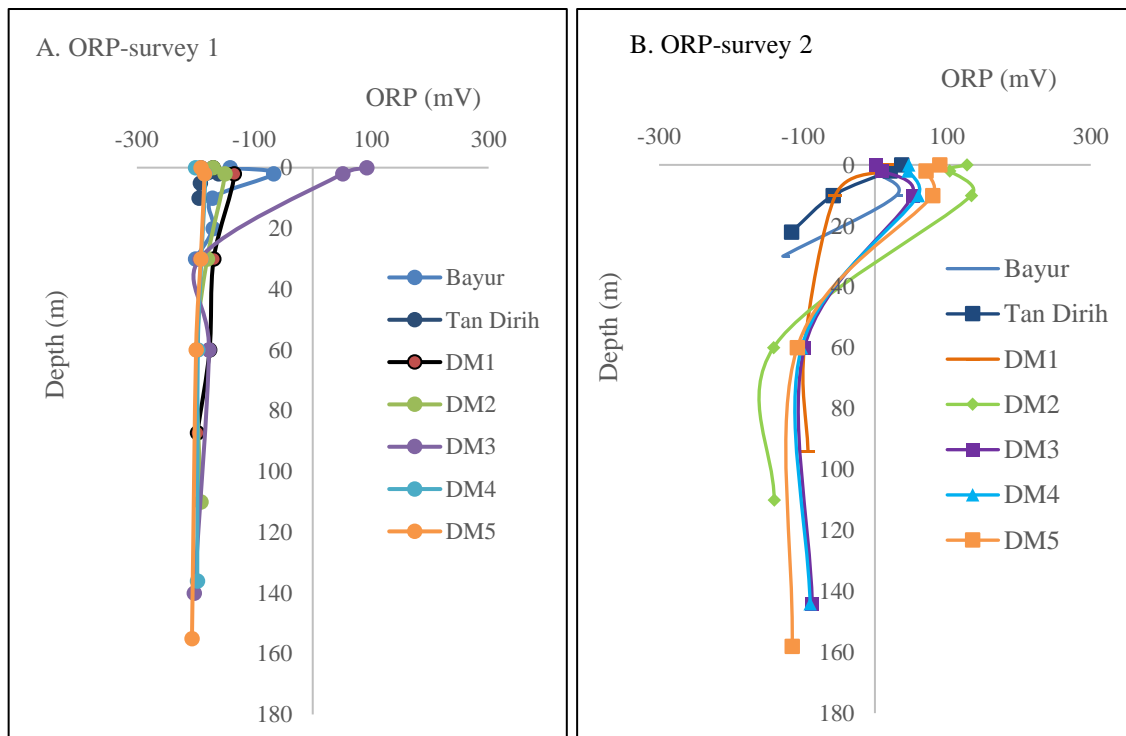 A. ORP-survey 1
ORP (mV)
-300 -100 100 300
0
20
40
60
80
100
120
140
160
180
Depth (m)
Bayur
Tan Dirih
DM1
DM2
DM3
DM4
DM5
B. ORP-survey 2
ORP (mV)
-300 -100 100 300
0
20
40
60
80
100
120
140
160
180
Depth (m)
Bayur
Tan Dirih
DM1
DM2
DM3
DM4
DM5